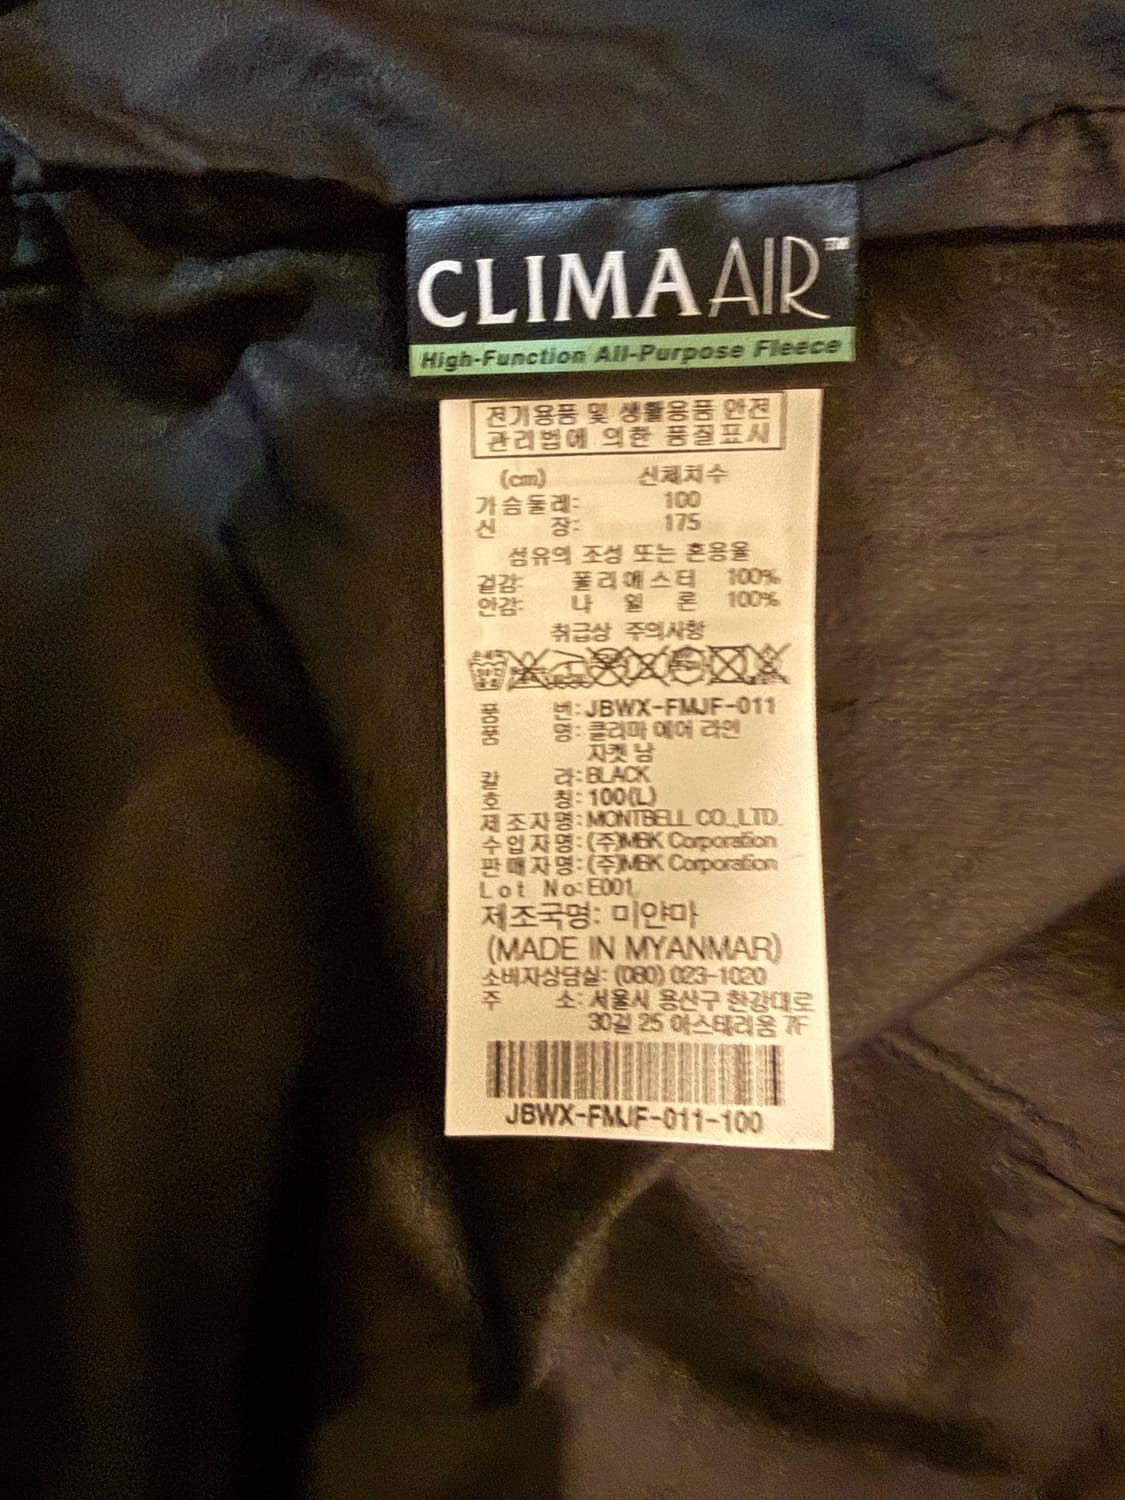 CLIMAAIR™
High-Function All-Purpose Fleece
전기용품 및 생활용품 안전
관리법에 의한 품질표시
(cm) 신체치수
가슴둘레: 100
신 장: 175
섬유의 조성 또는 혼용율
겉감: 폴리에스터 100%
안감: 나 일 론 100%
취급상 주의사항
품 번: JBWX-FMJF-011
품 명: 클리마 에어 라인
자켓 남
칼 라: BLACK
호 칭: 100(L)
제조자명: MONTBELL CO.,LTD.
수입자명: (주)MBK Corporation
판매자명: (주)MBK Corporation
Lot No: E001
제조국명: 미얀마
(MADE IN MYANMAR)
소비자상담실: (080) 023-1020
주 소: 서울시 용산구 한강대로
30길 25 아스테리움 7F
JBWX-FMJF-011-100